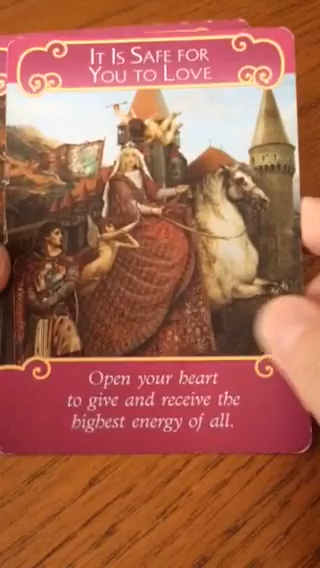 IT IS SAFE FOR
YOU TO LOVE
Open your heart
to give and receive the
highest energy of all.